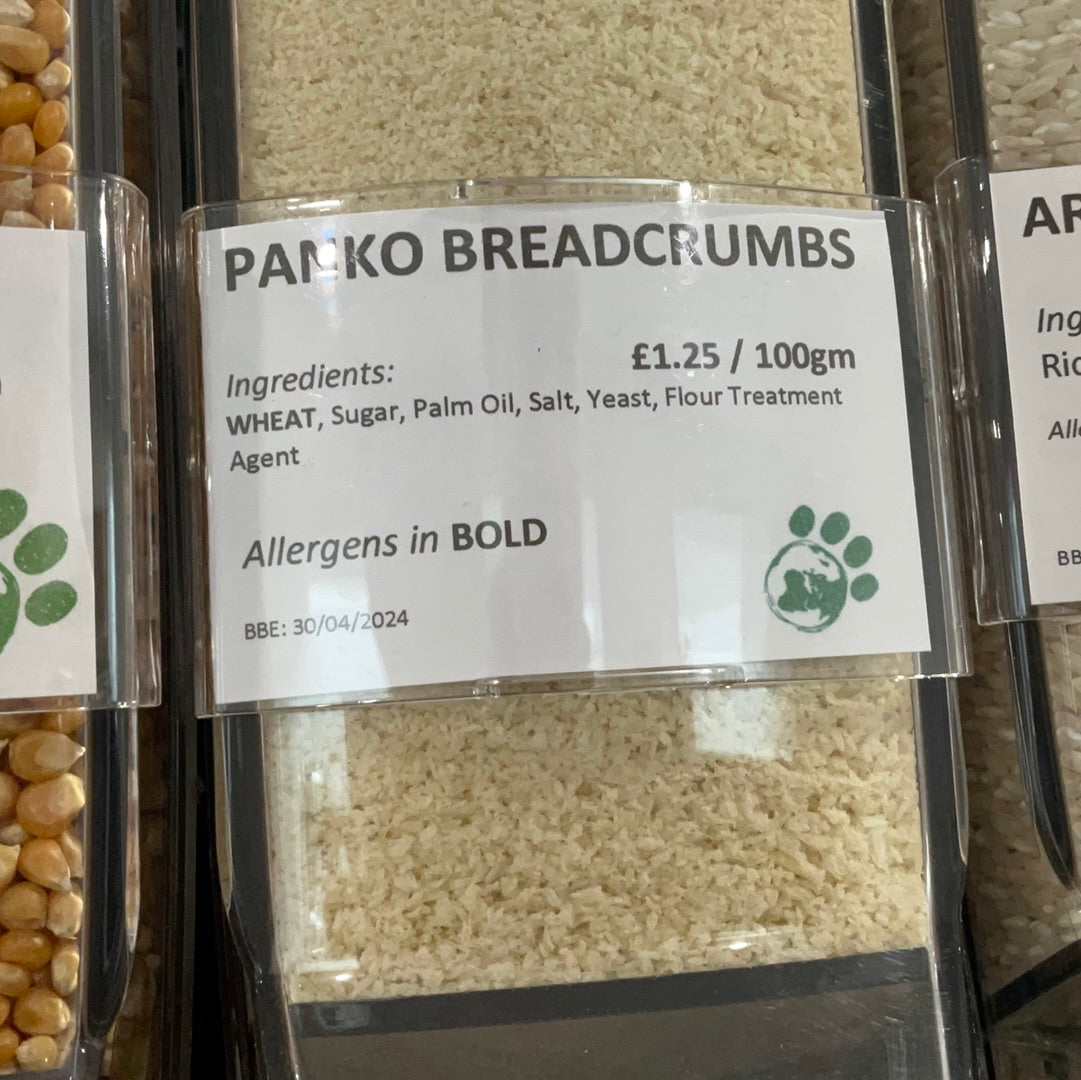 PANKO BREADCRUMBS
£1.25 / 100gm
Ingredients:
WHEAT, Sugar, Palm Oil, Salt, Yeast, Flour Treatment
Agent
Allergens in BOLD
BBE: 30/04/2024